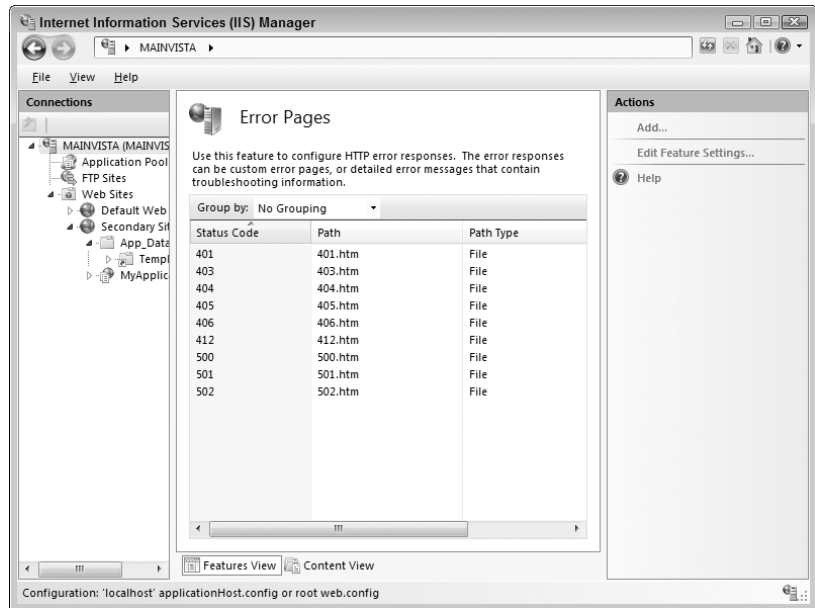 Internet Information Services (IIS) Manager
MAINVISTA
File View Help
Connections
MAINVISTA (MAINVIS
Application Pool
FTP Sites
Web Sites
Default Web
Secondary Sit
App_Data
Templ
MyApplic
Error Pages
Use this feature to configure HTTP error responses. The error responses
can be custom error pages, or detailed error messages that contain
troubleshooting information.
Group by: No Grouping
Status Code Path Path Type
401 401.htm File
403 403.htm File
404 404.htm File
405 405.htm File
406 406.htm File
412 412.htm File
500 500.htm File
501 501.htm File
502 502.htm File
Features View Content View
Actions
Add...
Edit Feature Settings...
Help
Configuration: 'localhost' applicationHost.config or root web.config